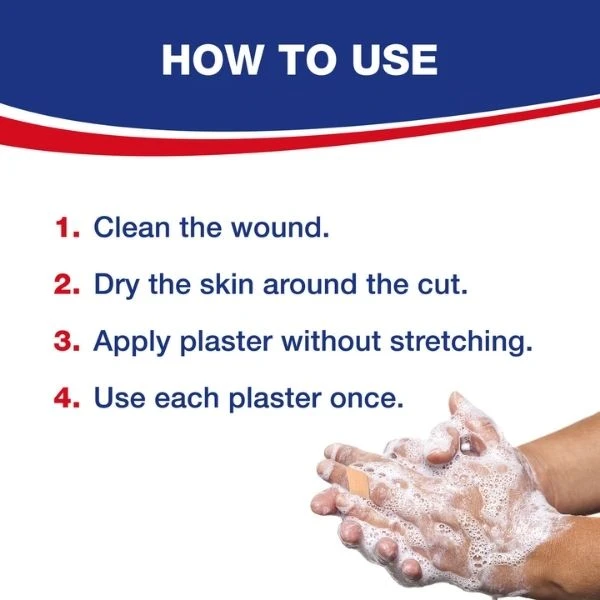 HOW TO USE
1. Clean the wound.
2. Dry the skin around the cut.
3. Apply plaster without stretching.
4. Use each plaster once.